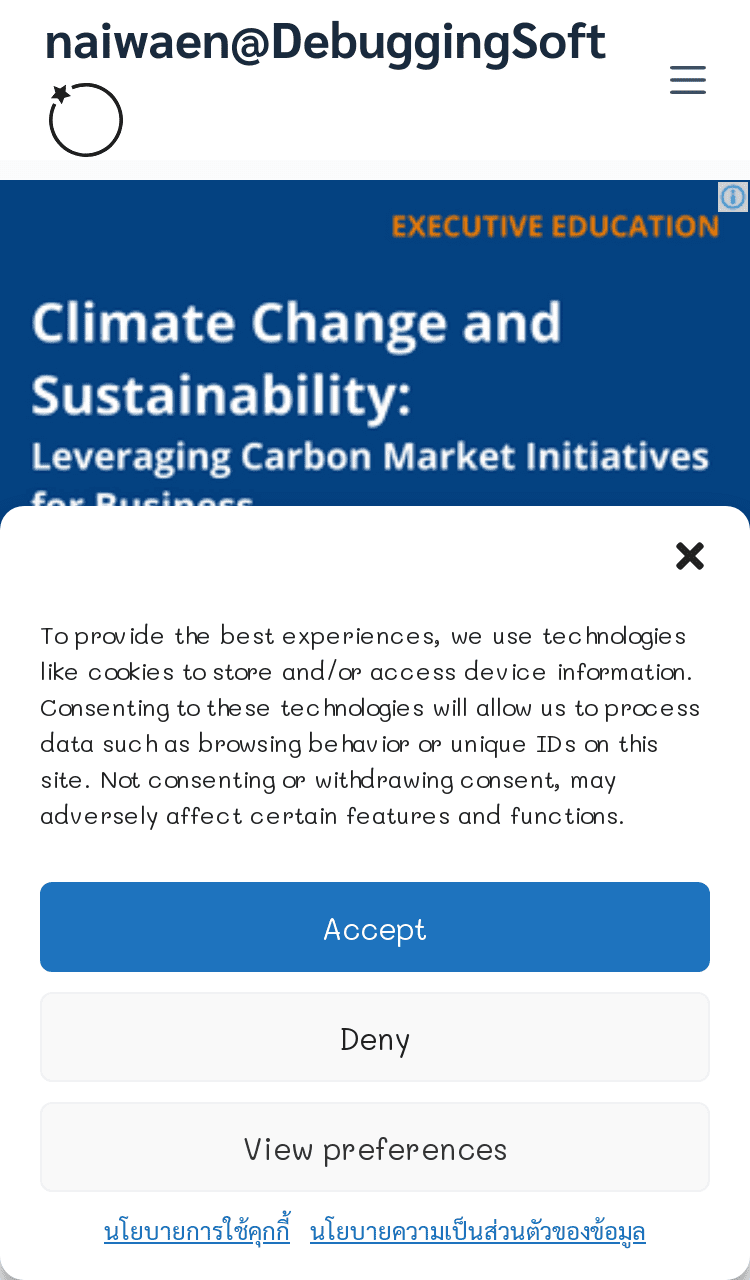 naiwaen@DebuggingSoft
EXECUTIVE EDUCATION
Climate Change and
Sustainability:
Leveraging Carbon Market Initiatives
for Business
To provide the best experiences, we use technologies
like cookies to store and/or access device information.
Consenting to these technologies will allow us to process
data such as browsing behavior or unique IDs on this
site. Not consenting or withdrawing consent, may
adversely affect certain features and functions.
Accept
Deny
View preferences
นโยบายการใช้คุกกี้ นโยบายความเป็นส่วนตัวของข้อมูล